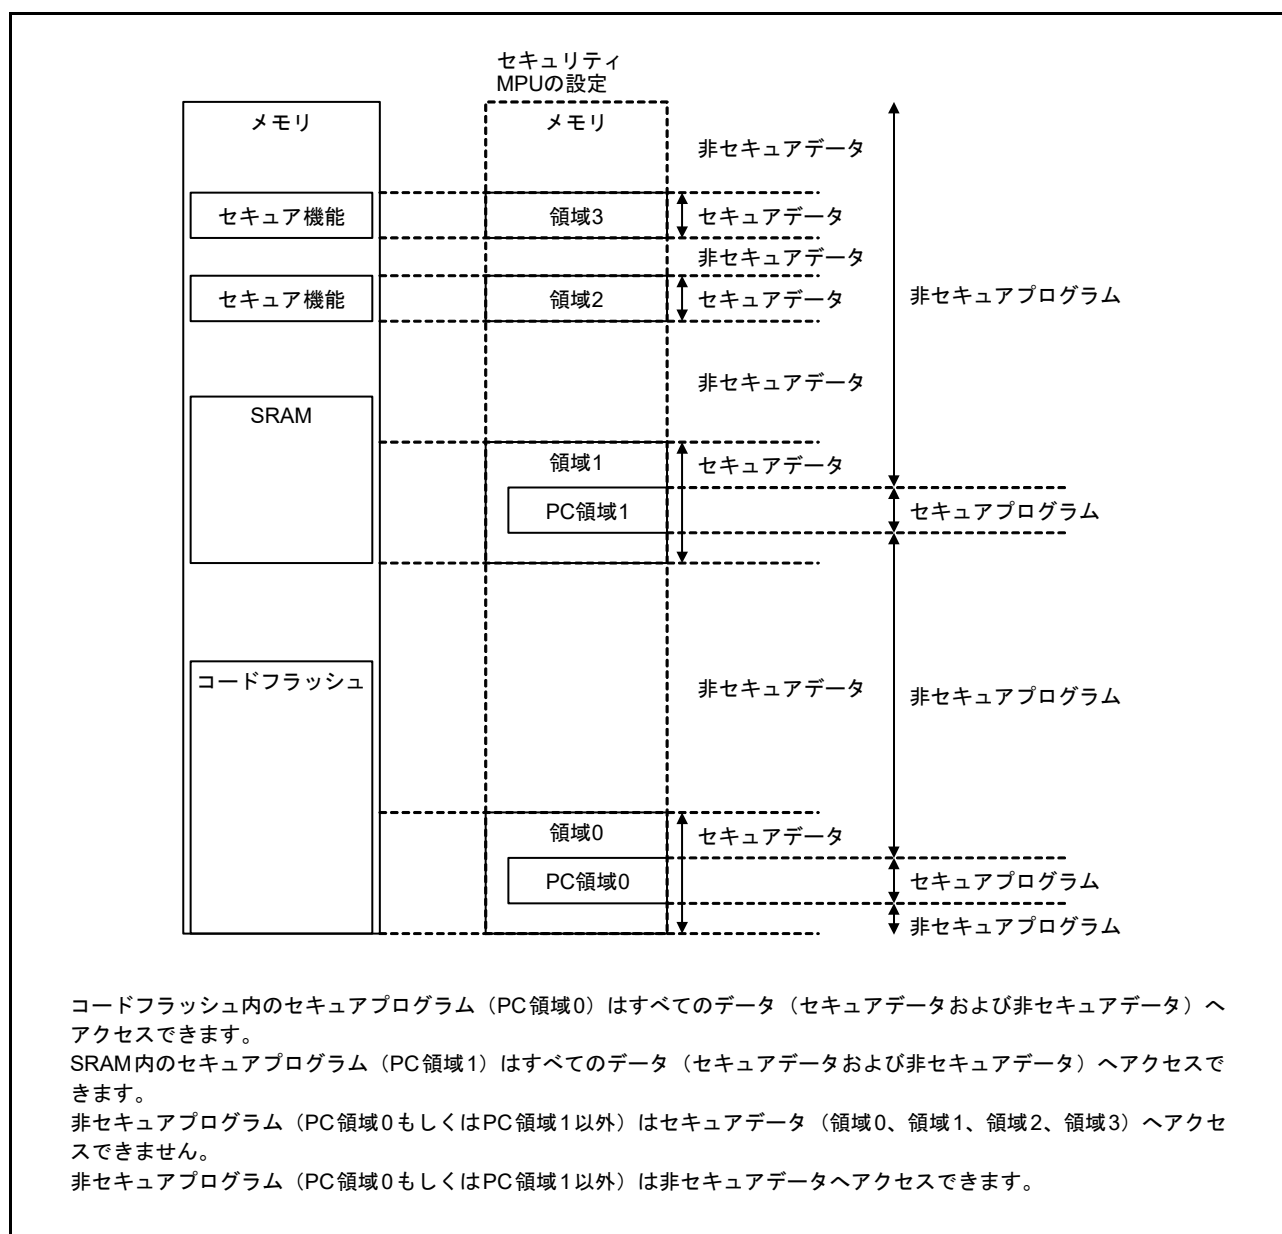 セキュリティ
MPUの設定
メモリ
メモリ
非セキュアデータ
セキュア機能
領域3
セキュアデータ
非セキュアデータ
セキュア機能
領域2
セキュアデータ
非セキュアプログラム
非セキュアデータ
SRAM
領域1
セキュアデータ
PC領域1
セキュアプログラム
コードフラッシュ
非セキュアデータ
非セキュアプログラム
領域0
セキュアデータ
PC領域0
セキュアプログラム
非セキュアプログラム
コードフラッシュ内のセキュアプログラム（PC領域0）はすべてのデータ（セキュアデータおよび非セキュアデータ）へ
アクセスできます。
SRAM内のセキュアプログラム（PC領域1）はすべてのデータ（セキュアデータおよび非セキュアデータ）へアクセスで
きます。
非セキュアプログラム（PC領域0もしくはPC領域1以外）はセキュアデータ（領域0、領域1、領域2、領域3）へアクセ
スできません。
非セキュアプログラム（PC領域0もしくはPC領域1以外）は非セキュアデータへアクセスできます。